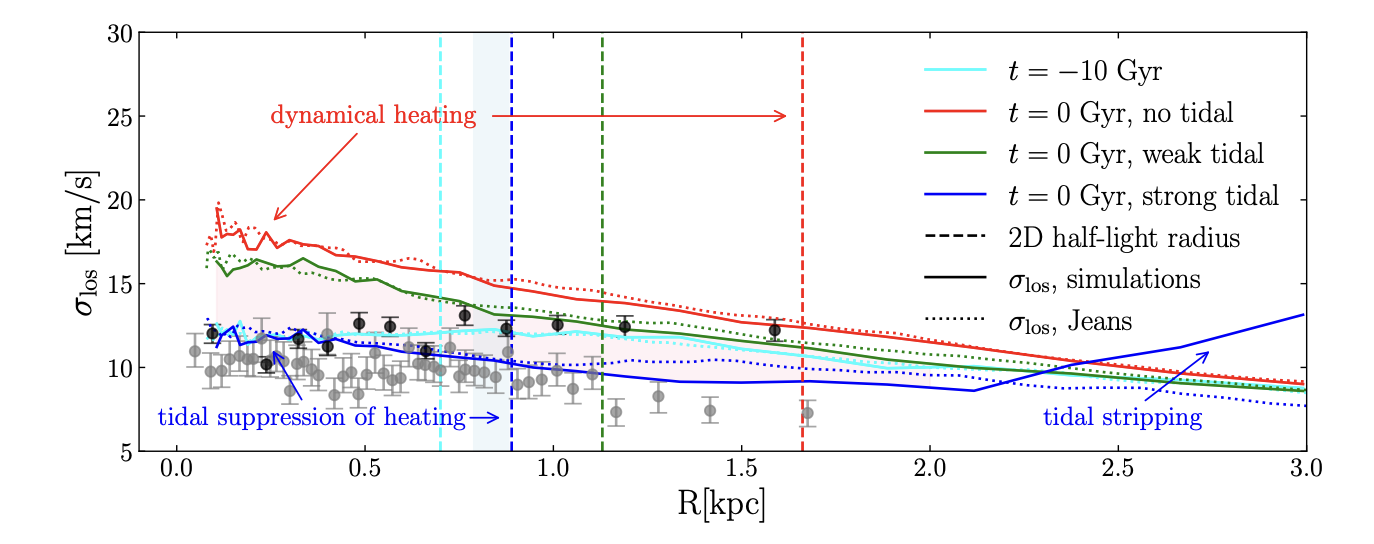 30
25
20
15
10
5
σlos [km/s]
dynamical heating
t = −10 Gyr
t = 0 Gyr, no tidal
t = 0 Gyr, weak tidal
t = 0 Gyr, strong tidal
2D half-light radius
σlos, simulations
σlos, Jeans
tidal suppression of heating
tidal stripping
0.0 0.5 1.0 1.5 2.0 2.5 3.0
R[kpc]